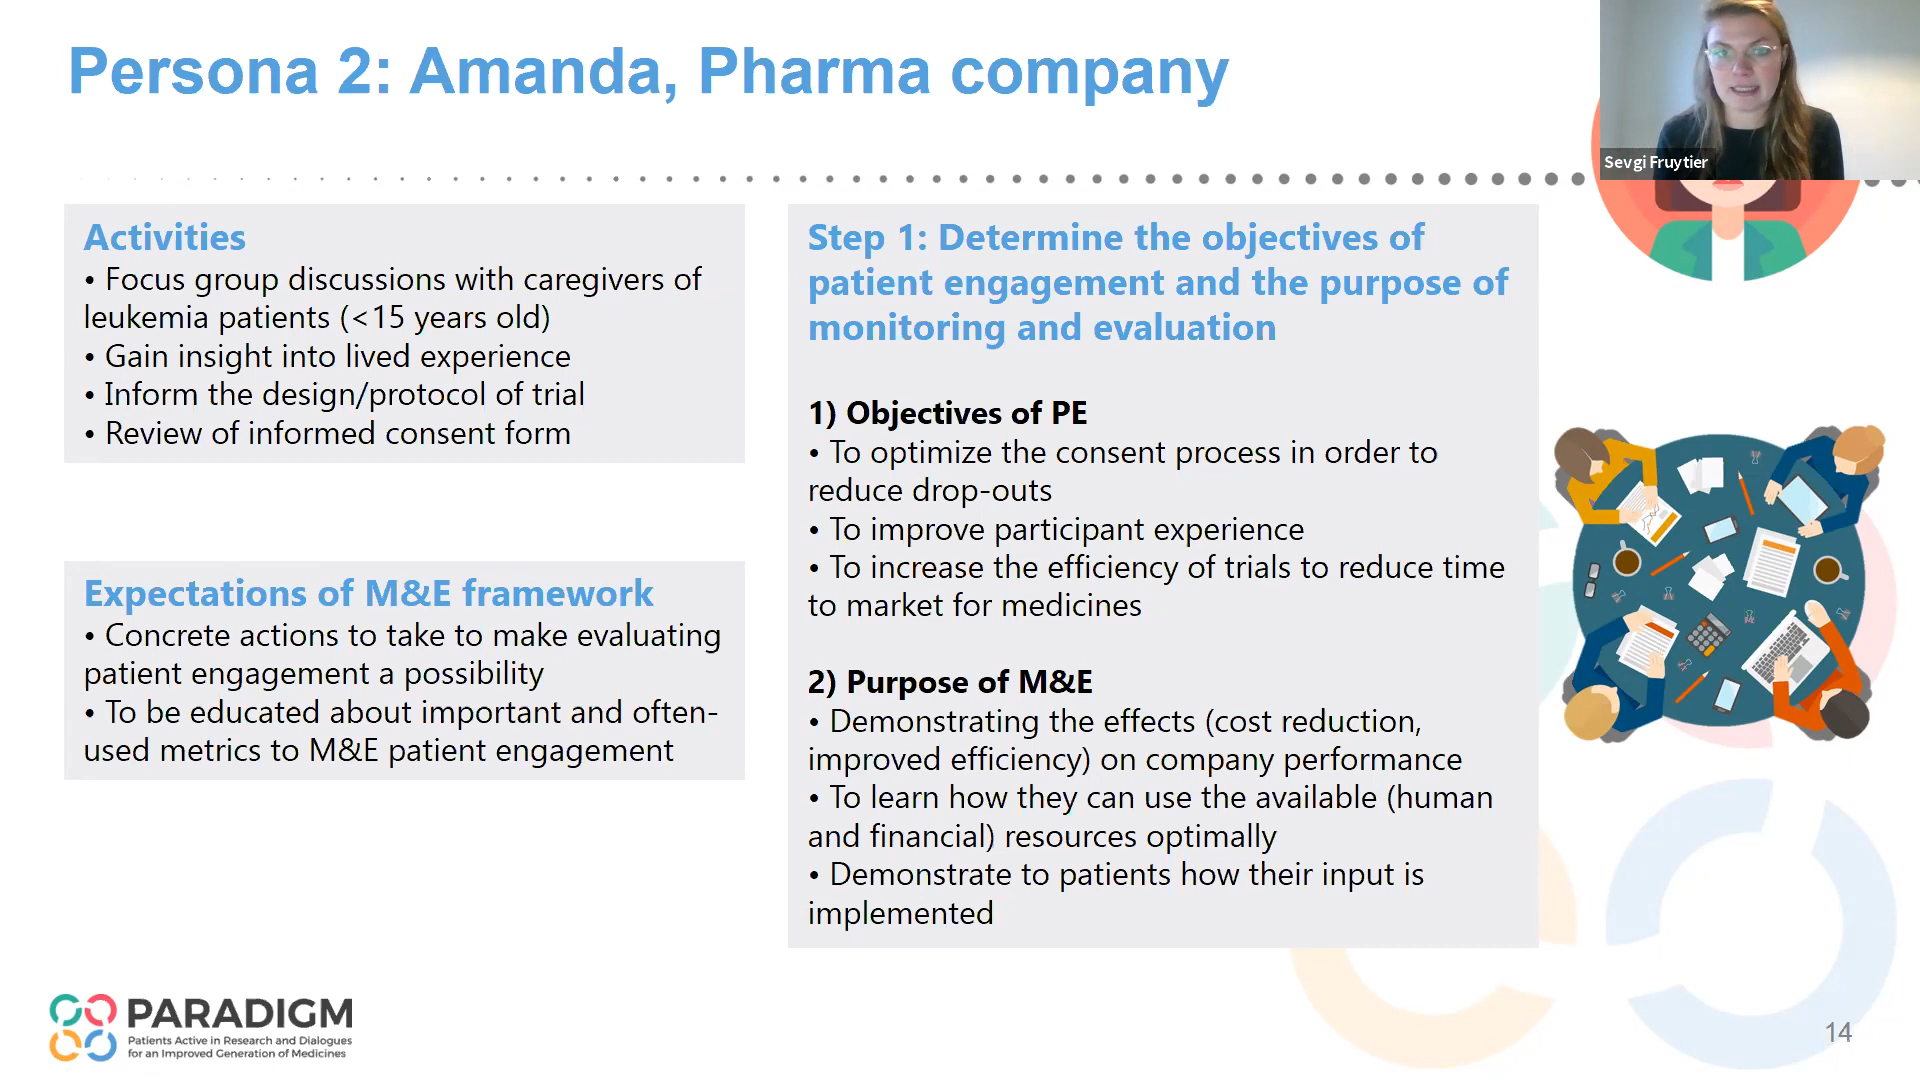 Persona 2: Amanda, Pharma company
Sevgi Fruytier
Activities
• Focus group discussions with caregivers of
leukemia patients (<15 years old)
• Gain insight into lived experience
• Inform the design/protocol of trial
• Review of informed consent form
Expectations of M&E framework
• Concrete actions to take to make evaluating
patient engagement a possibility
• To be educated about important and often-
used metrics to M&E patient engagement
Step 1: Determine the objectives of
patient engagement and the purpose of
monitoring and evaluation
1) Objectives of PE
• To optimize the consent process in order to
reduce drop-outs
• To improve participant experience
• To increase the efficiency of trials to reduce time
to market for medicines
2) Purpose of M&E
• Demonstrating the effects (cost reduction,
improved efficiency) on company performance
• To learn how they can use the available (human
and financial) resources optimally
• Demonstrate to patients how their input is
implemented
PARADIGM
Patients Active in Research and Dialogues
for an Improved Generation of Medicines
14